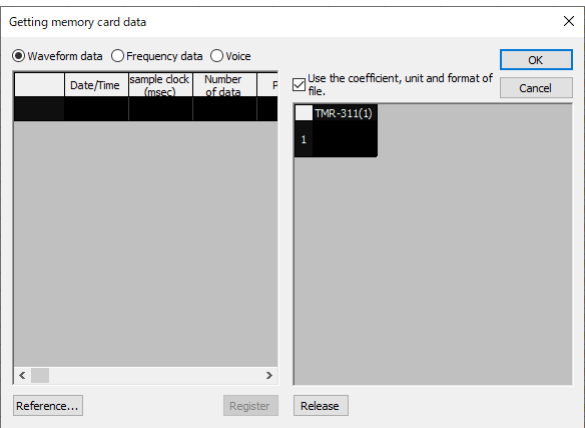 Getting memory card data
Waveform data Frequency data Voice
OK
Cancel
Date/Time
sample clock
(msec)
Number
of data
Use the coefficient, unit and format of
file.
TMR-311(1)
1
Reference...
Register
Release